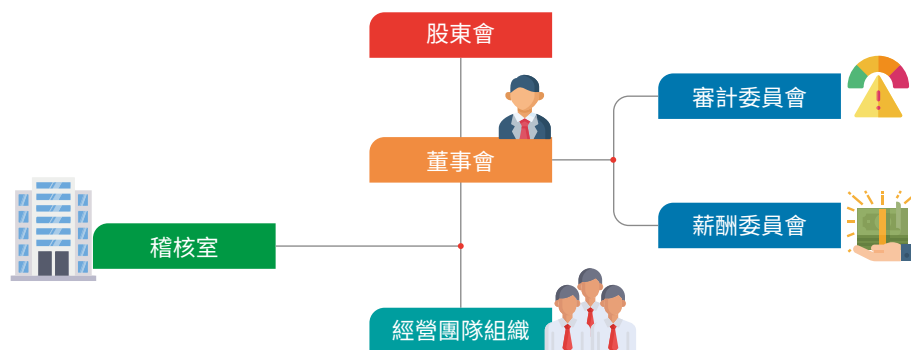 股東會
審計委員會
董事會
薪酬委員會
稽核室
經營團隊組織